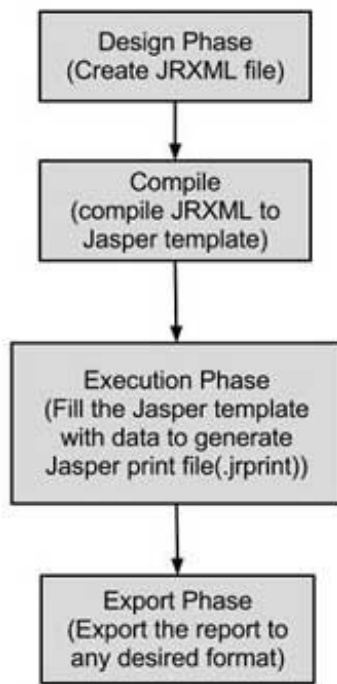 Design Phase
(Create JRXML file)
Compile
(compile JRXML to
Jasper template)
Execution Phase
(Fill the Jasper template
with data to generate
Jasper print file(.jrprint))
Export Phase
(Export the report to
any desired format)